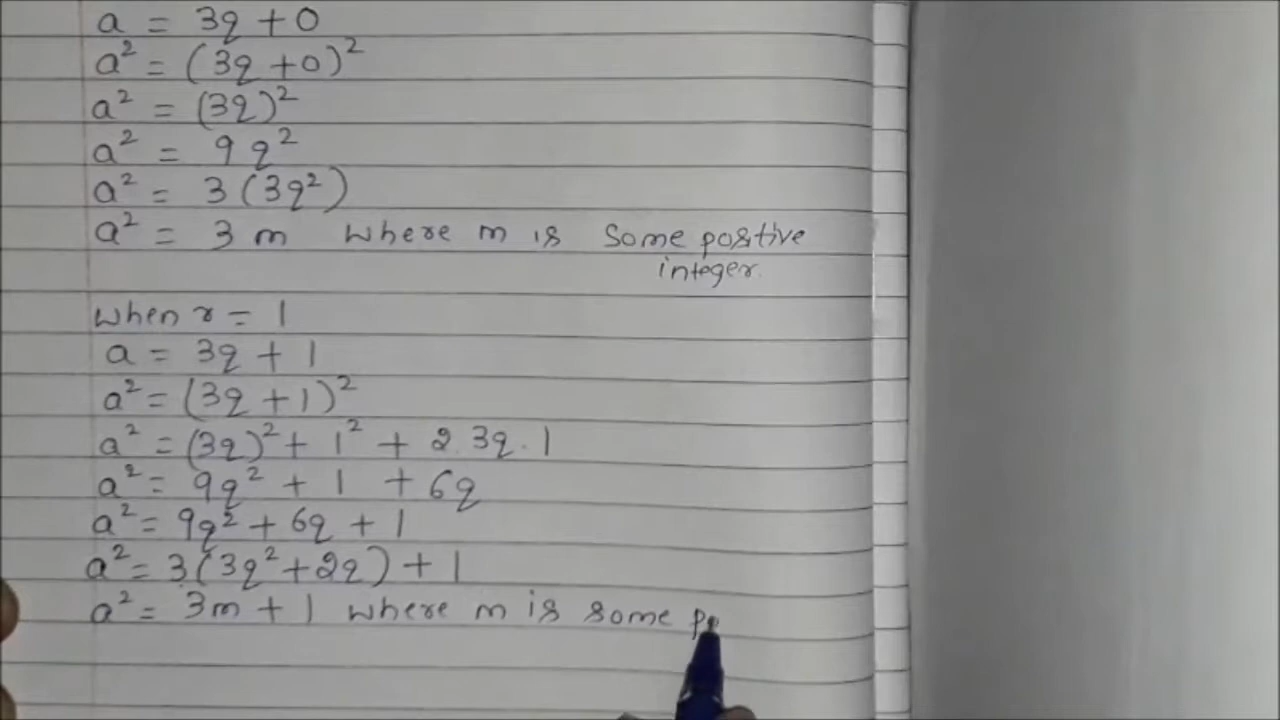 a = 3q + 0
a² = (3q + 0)²
a² = (3q)²
a² = 9q²
a² = 3(3q²)
a² = 3m where m is some positive
integer.
when r = 1
a = 3q + 1
a² = (3q + 1)²
a² = (3q)² + 1² + 2.3q.1
a² = 9q² + 1 + 6q
a² = 9q² + 6q + 1
a² = 3(3q² + 2q) + 1
a² = 3m + 1 where m is some